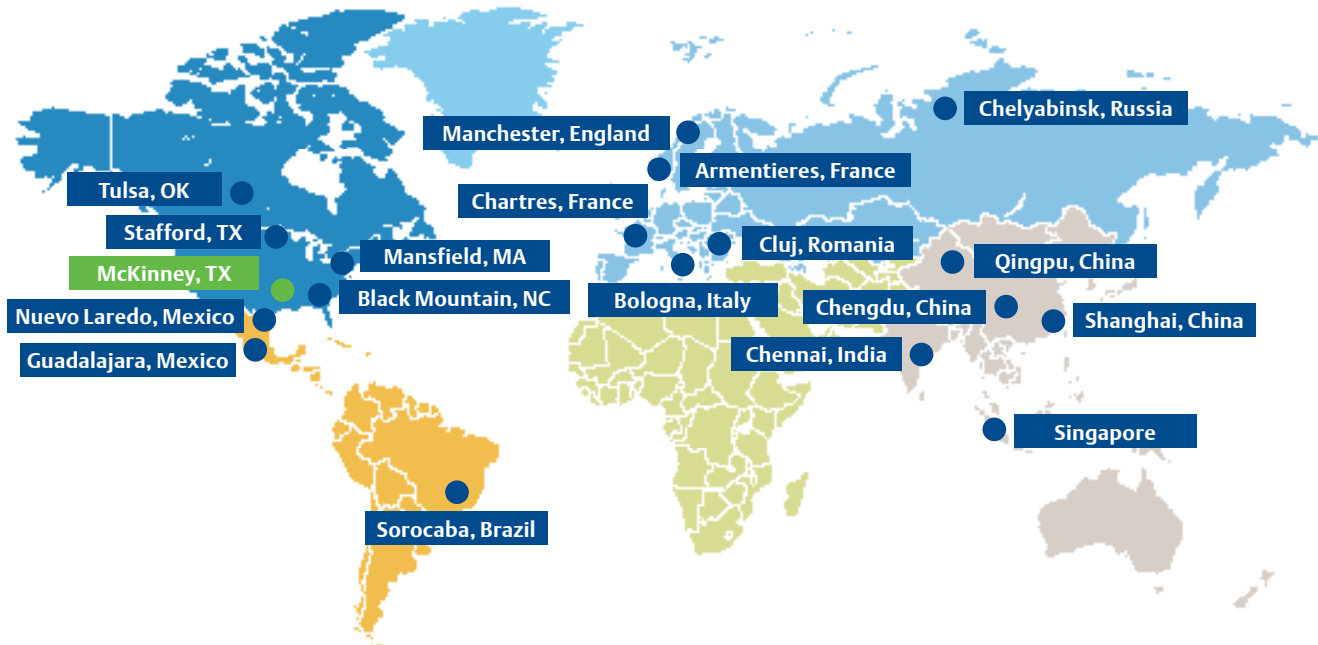 Chelyabinsk, Russia
Manchester, England
Armentieres, France
Tulsa, OK
Chartres, France
Stafford, TX
Cluj, Romania
Mansfield, MA
Qingpu, China
McKinney, TX
Black Mountain, NC
Bologna, Italy
Chengdu, China
Nuevo Laredo, Mexico
Shanghai, China
Chennai, India
Guadalajara, Mexico
Singapore
Sorocaba, Brazil